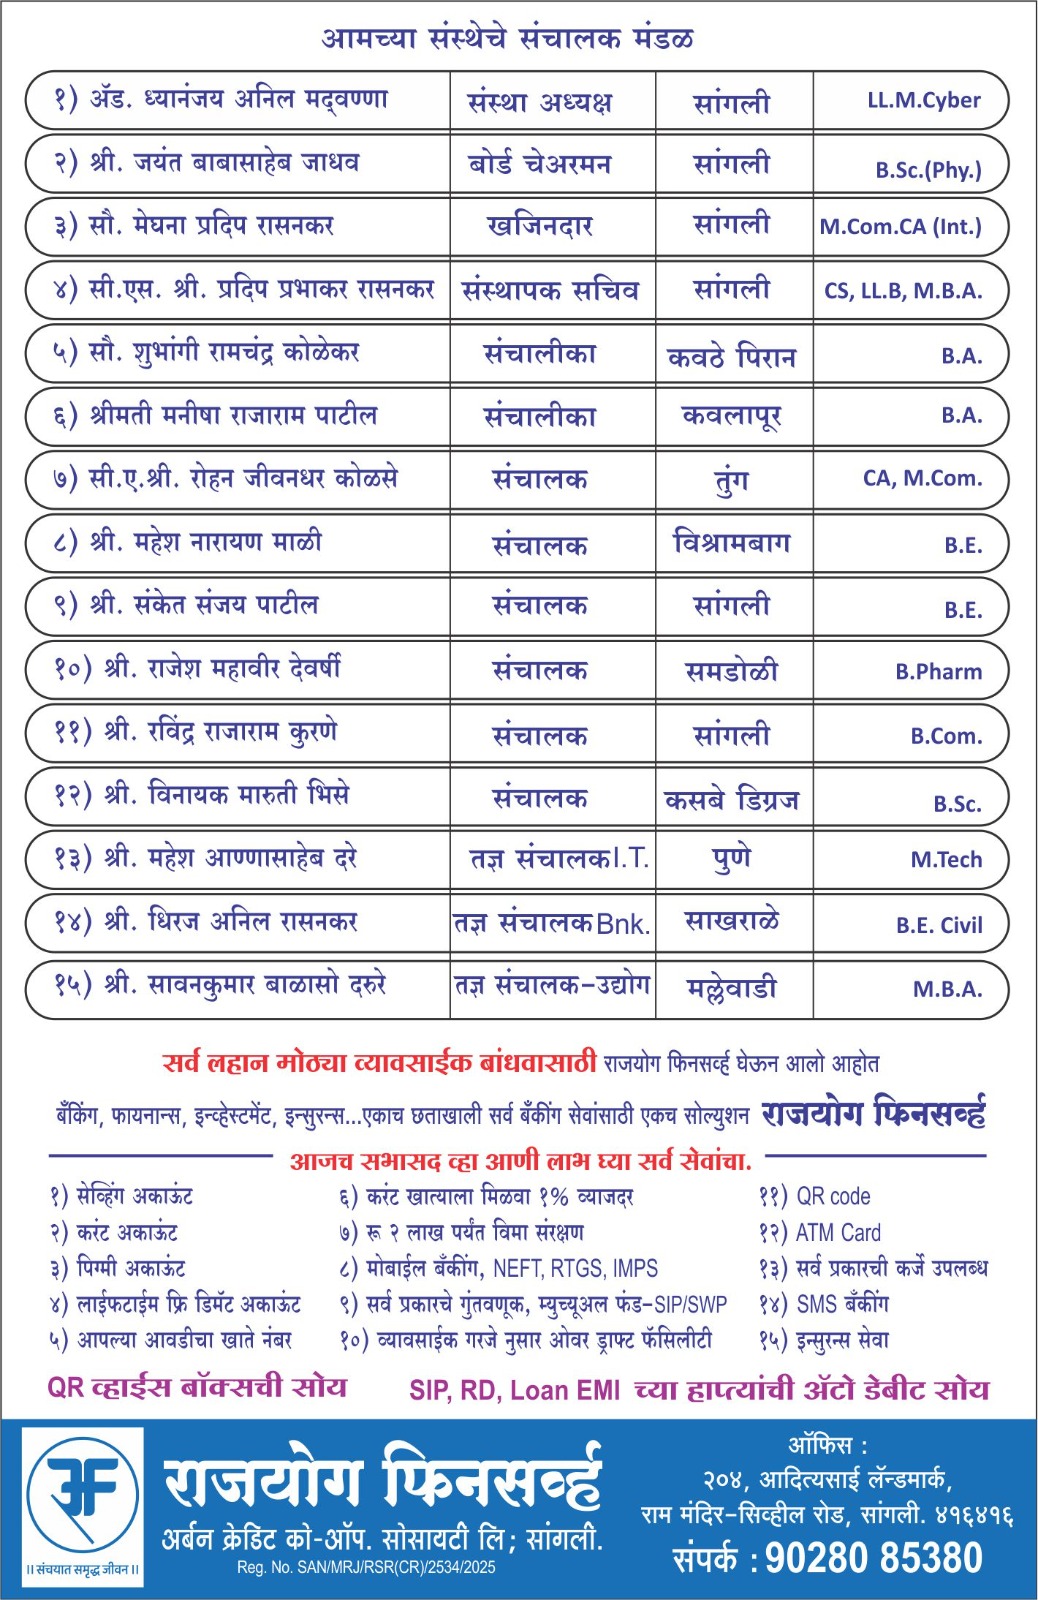 आमच्या संस्थेचे संचालक मंडळ
१) ॲड. ध्यानंजय अनिल मद्वण्णा संस्था अध्यक्ष सांगली LL.M.Cyber
२) श्री. जयंत बाबासाहेब जाधव बोर्ड चेअरमन सांगली B.Sc.(Phy.)
३) सौ. मेघना प्रदिप रासनकर खजिनदार सांगली M.Com.CA (Int.)
४) सी.एस. श्री. प्रदिप प्रभाकर रासनकर संस्थापक सचिव सांगली CS, LL.B, M.B.A.
५) सौ. शुभांगी रामचंद्र कोळेकर संचालीका कवठे पिरान B.A.
६) श्रीमती मनीषा राजाराम पाटील संचालीका कवलापूर B.A.
७) सी.ए.श्री. रोहन जीवनधर कोळसे संचालक तुंग CA, M.Com.
८) श्री. महेश नारायण माळी संचालक विश्रामबाग B.E.
९) श्री. संकेत संजय पाटील संचालक सांगली B.E.
१०) श्री. राजेश महावीर देवर्षी संचालक समडोळी B.Pharm
११) श्री. रविंद्र राजाराम कुरणे संचालक सांगली B.Com.
१२) श्री. विनायक मारुती भिसे संचालक कसबे डिग्रज B.Sc.
१३) श्री. महेश आण्णासाहेब दरे तज्ञ संचालक I.T. पुणे M.Tech
१४) श्री. धिरज अनिल रासनकर तज्ञ संचालक Bnk. साखराळे B.E. Civil
१५) श्री. सावनकुमार बाळासो दरुरे तज्ञ संचालक-उद्योग मल्लेवाडी M.B.A.
सर्व लहान मोठ्या व्यावसाईक बांधवासाठी राजयोग फिनसर्व्ह घेऊन आलो आहोत
बँकिंग, फायनान्स, इन्व्हेस्टमेंट, इन्सुरन्स...एकाच छताखाली सर्व बँकींग सेवांसाठी एकच सोल्युशन राजयोग फिनसर्व्ह
आजच सभासद व्हा आणी लाभ घ्या सर्व सेवांचा.
१) सेव्हिंग अकाऊंट
२) करंट अकाऊंट
३) पिग्मी अकाऊंट
४) लाईफटाईम फ्रि डिमॅट अकाऊंट
५) आपल्या आवडीचा खाते नंबर
६) करंट खात्याला मिळवा १% व्याजदर
७) रू २ लाख पर्यंत विमा संरक्षण
८) मोबाईल बँकींग, NEFT, RTGS, IMPS
९) सर्व प्रकारचे गुंतवणूक, म्युच्यूअल फंड-SIP/SWP
१०) व्यावसाईक गरजे नुसार ओवर ड्राफ्ट फॅसिलीटी
११) QR code
१२) ATM Card
१३) सर्व प्रकारची कर्जे उपलब्ध
१४) SMS बँकींग
१५) इन्सुरन्स सेवा
QR व्हाईस बॉक्सची सोय
SIP, RD, Loan EMI च्या हाप्त्यांची ॲटो डेबीट सोय
॥ संचयात समृद्ध जीवन ॥
राजयोग फिनसर्व्ह
अर्बन क्रेडिट को-ऑप. सोसायटी लि; सांगली.
Reg. No. SAN/MRJ/RSR(CR)/2534/2025
ऑफिस :
२०४, आदित्यसाई लॅन्डमार्क,
राम मंदिर-सिव्हील रोड, सांगली. ४१६४१६
संपर्क : 90280 85380